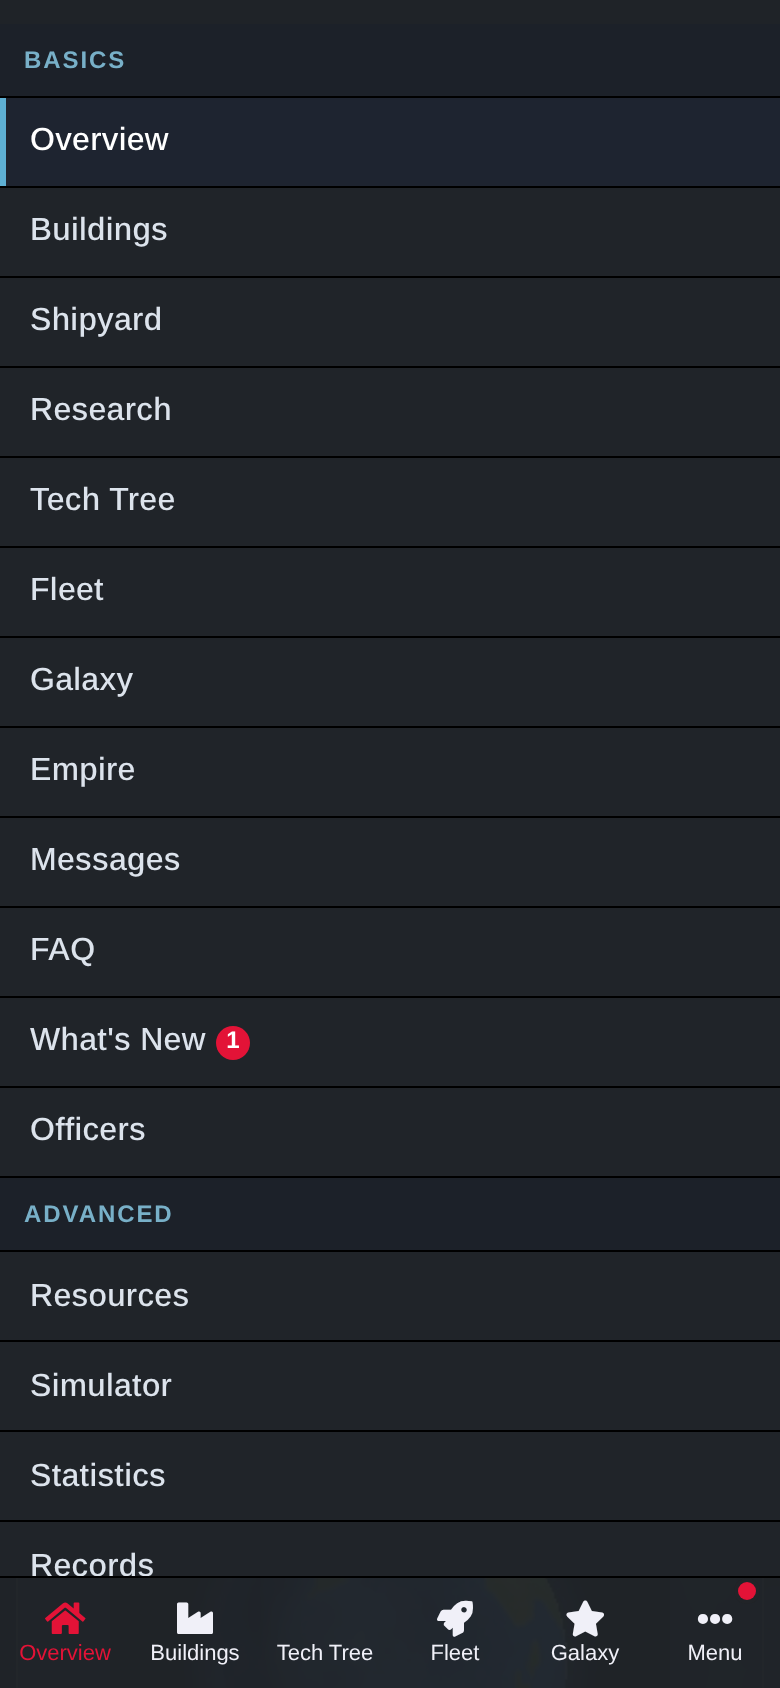 BASICS
Overview
Buildings
Shipyard
Research
Tech Tree
Fleet
Galaxy
Empire
Messages
FAQ
What's New 1
Officers
ADVANCED
Resources
Simulator
Statistics
Records
Overview Buildings Tech Tree Fleet Galaxy Menu